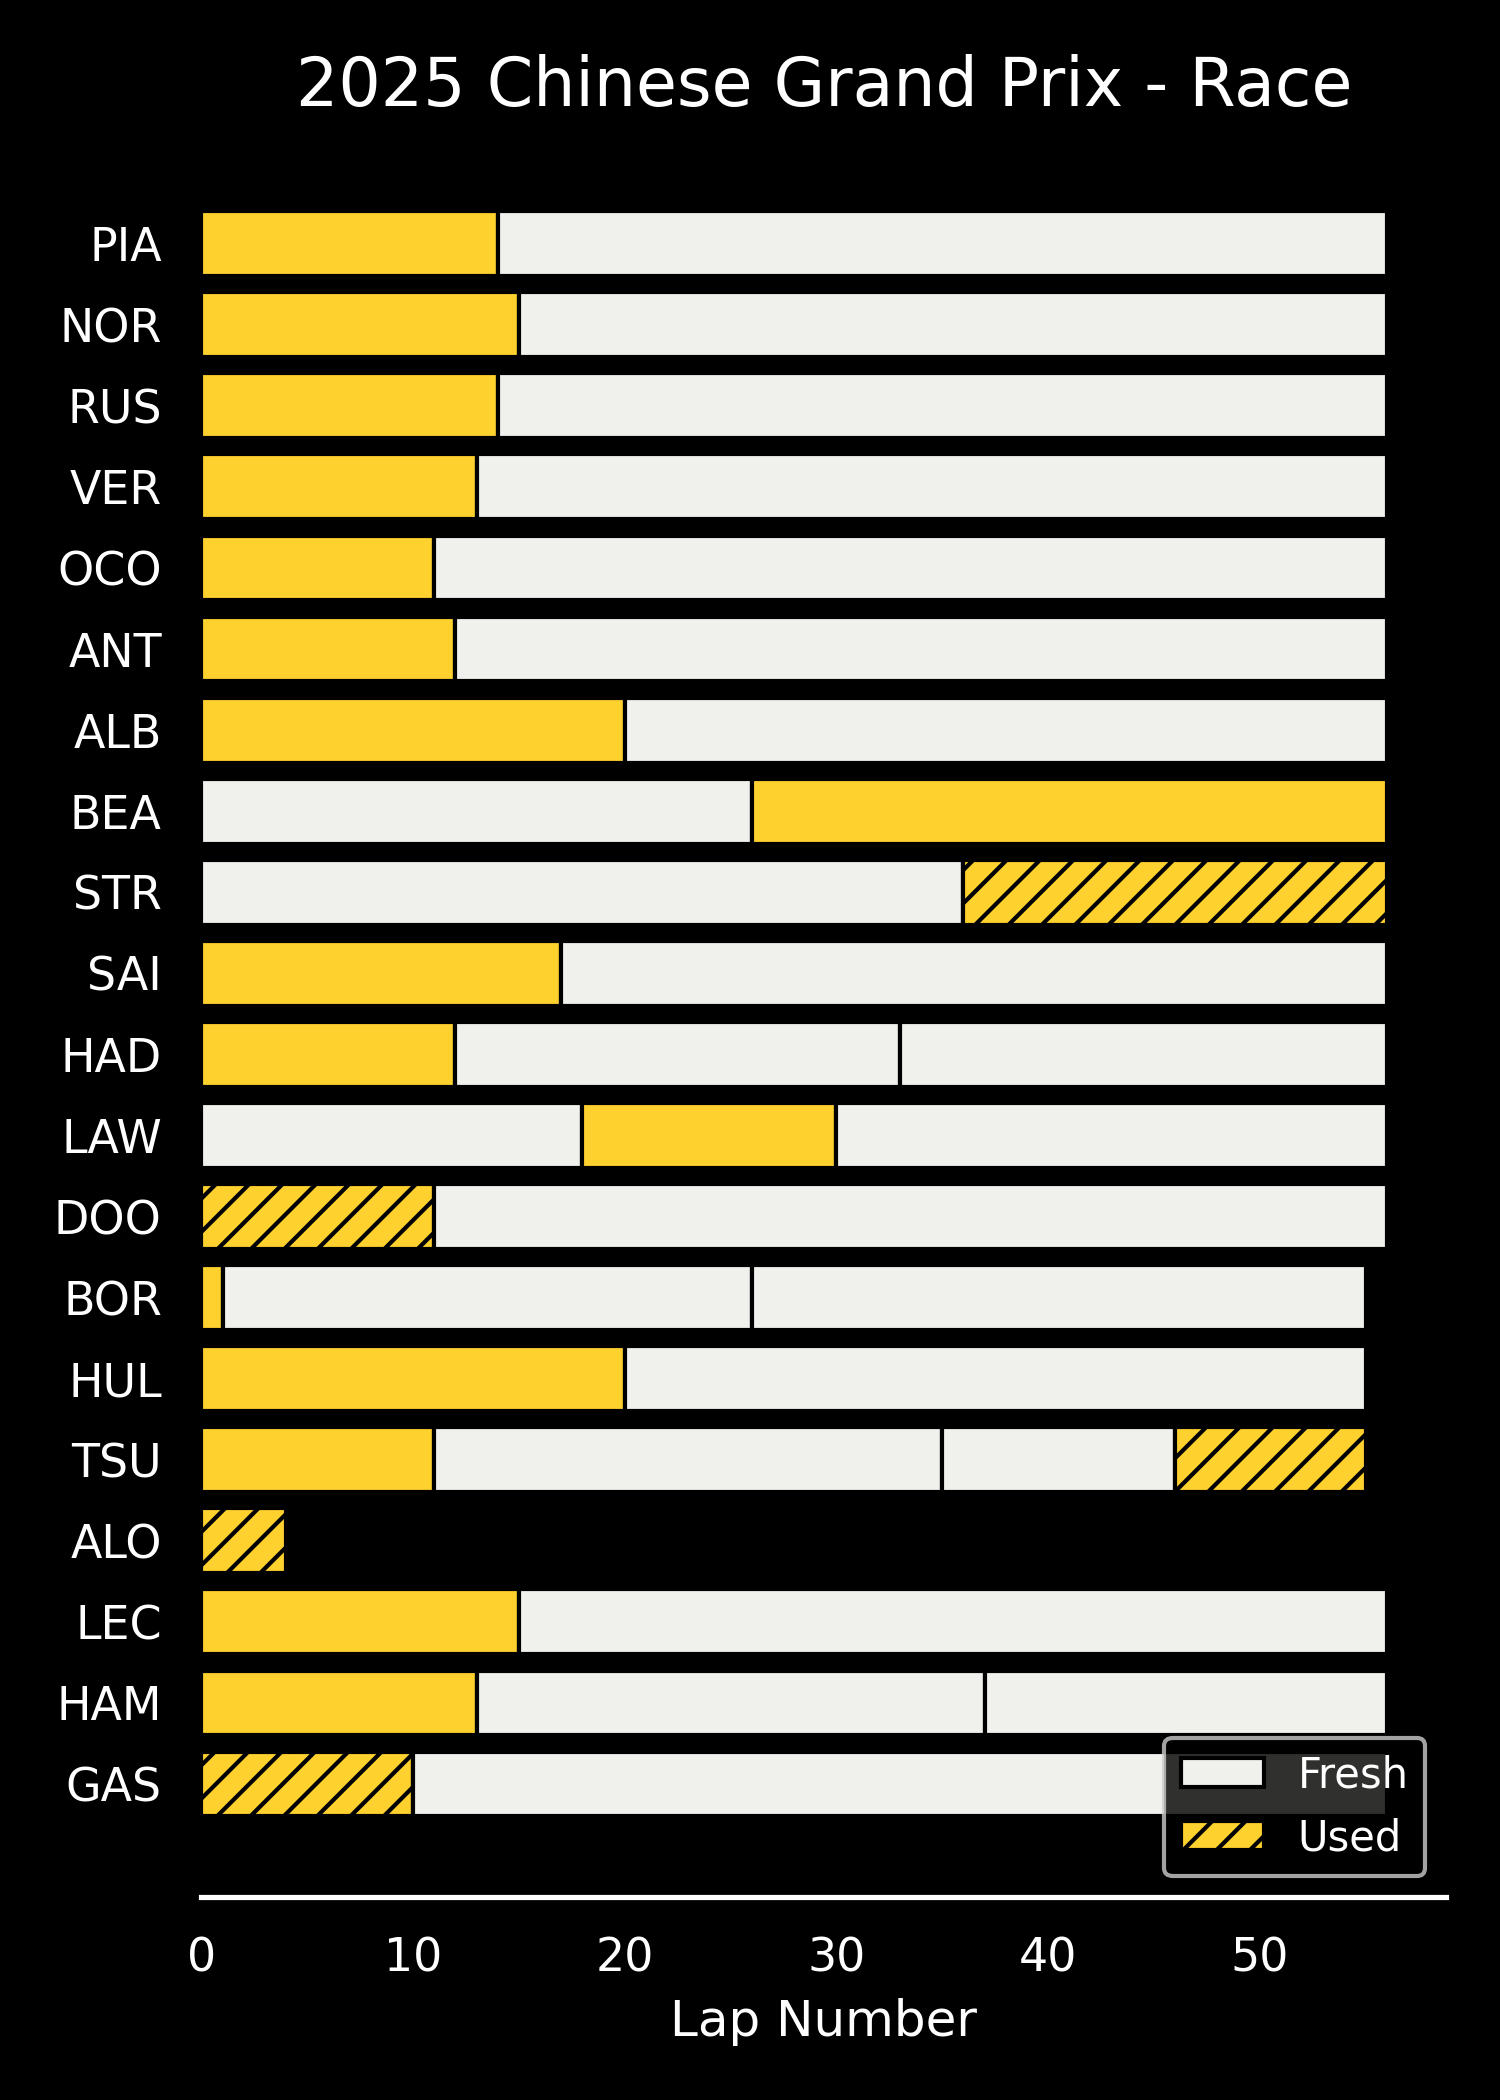 2025 Chinese Grand Prix - Race
PIA
NOR
RUS
VER
OCO
ANT
ALB
BEA
STR
SAI
HAD
LAW
DOO
BOR
HUL
TSU
ALO
LEC
HAM
GAS
Fresh
Used
0 10 20 30 40 50
Lap Number